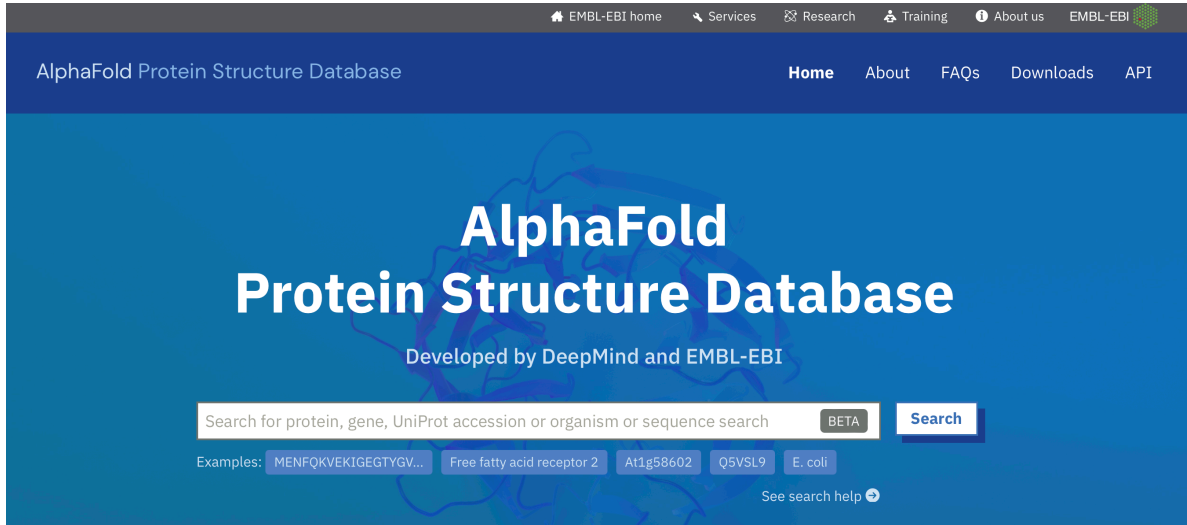 EMBL-EBI home Services Research Training About us EMBL-EBI
AlphaFold Protein Structure Database
Home About FAQs Downloads API
AlphaFold
Protein Structure Database
Developed by DeepMind and EMBL-EBI
Search for protein, gene, UniProt accession or organism or sequence search BETA Search
Examples: MENFQKVEKIGEGTYGV... Free fatty acid receptor 2 At1g58602 Q5VSL9 E. coli
See search help